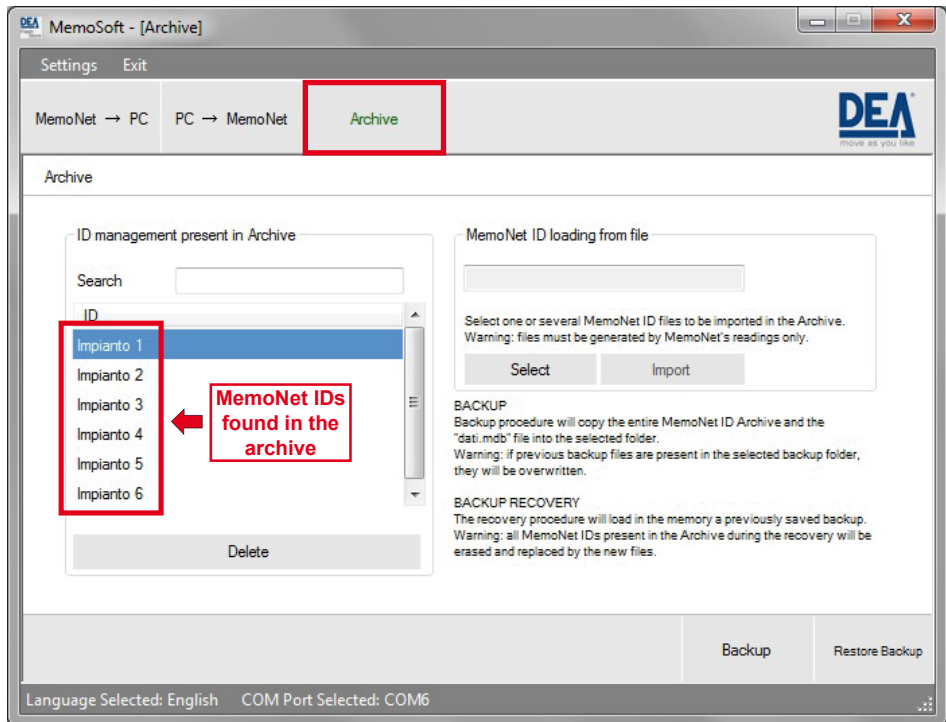 DEA MemoSoft - [Archive]
Settings Exit
MemoNet → PC PC → MemoNet Archive
DEA
move as you like
Archive
ID management present in Archive
Search
ID
Impianto 1
Impianto 2
Impianto 3
Impianto 4
Impianto 5
Impianto 6
MemoNet IDs
found in the
archive
Delete
MemoNet ID loading from file
Select one or several MemoNet ID files to be imported in the Archive.
Warning: files must be generated by MemoNet's readings only.
Select Import
BACKUP
Backup procedure will copy the entire MemoNet ID Archive and the
"dati.mdb" file into the selected folder.
Warning: if previous backup files are present in the selected backup folder,
they will be overwritten.
BACKUP RECOVERY
The recovery procedure will load in the memory a previously saved backup.
Warning: all MemoNet IDs present in the Archive during the recovery will be
erased and replaced by the new files.
Backup Restore Backup
Language Selected: English COM Port Selected: COM6